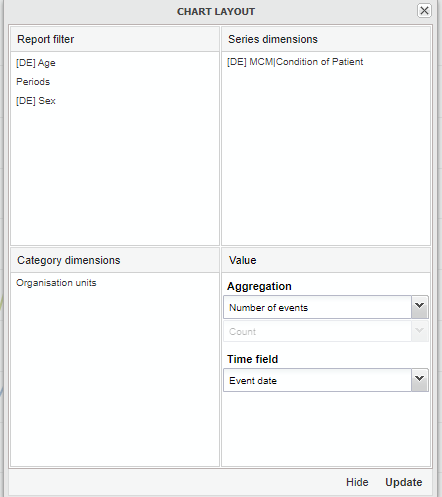 CHART LAYOUT
Report filter
[DE] Age
Periods
[DE] Sex
Series dimensions
[DE] MCM|Condition of Patient
Category dimensions
Organisation units
Value
Aggregation
Number of events
Count
Time field
Event date
Hide
Update